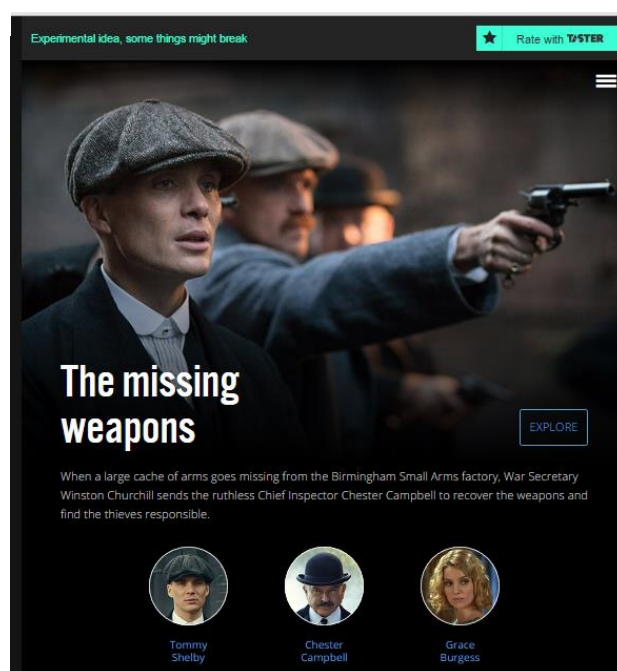 Experimental idea, some things might break
Rate with TASTER
The missing
weapons
EXPLORE
When a large cache of arms goes missing from the Birmingham Small Arms factory, War Secretary
Winston Churchill sends the ruthless Chief Inspector Chester Campbell to recover the weapons and
find the thieves responsible.
Tommy
Shelby
Chester
Campbell
Grace
Burgess